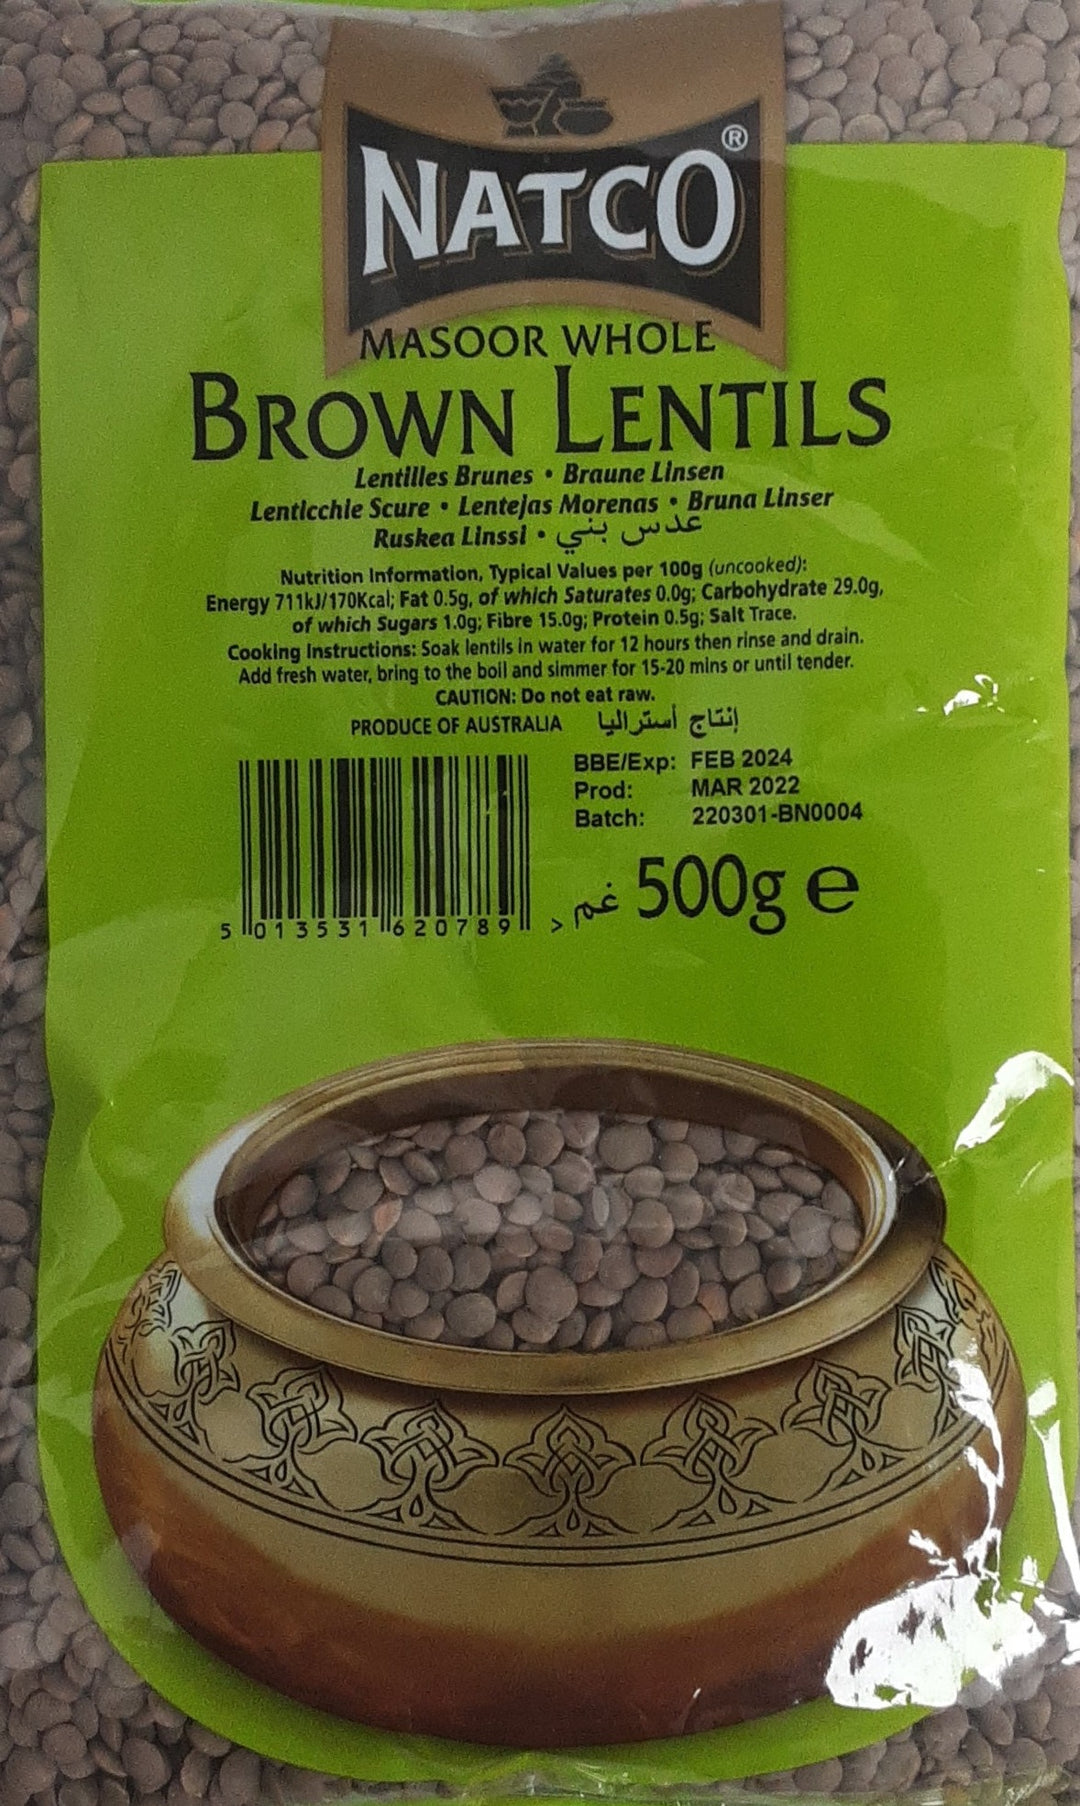 NATCO®
MASOOR WHOLE
BROWN LENTILS
Lentilles Brunes • Braune Linsen
Lenticchie Scure • Lentejas Morenas • Bruna Linser
Ruskea Linssi • عدس بني
Nutrition Information, Typical Values per 100g (uncooked):
Energy 711kJ/170Kcal; Fat 0.5g, of which Saturates 0.0g; Carbohydrate 29.0g,
of which Sugars 1.0g; Fibre 15.0g; Protein 0.5g; Salt Trace.
Cooking Instructions: Soak lentils in water for 12 hours then rinse and drain.
Add fresh water, bring to the boil and simmer for 15-20 mins or until tender.
CAUTION: Do not eat raw.
PRODUCE OF AUSTRALIA إنتاج أستراليا
BBE/Exp: FEB 2024
Prod: MAR 2022
Batch: 220301-BN0004
500g e غم
5 013531 620789 >